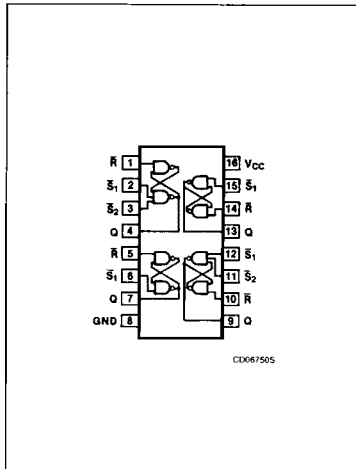 R̅ 1 16 VCC
S̅1 2 15 S̅1
S̅2 3 14 R̅
Q 4 13 Q
R̅ 5 12 S̅1
S̅1 6 11 S̅2
Q 7 10 R̅
GND 8 9 Q
CD06750S